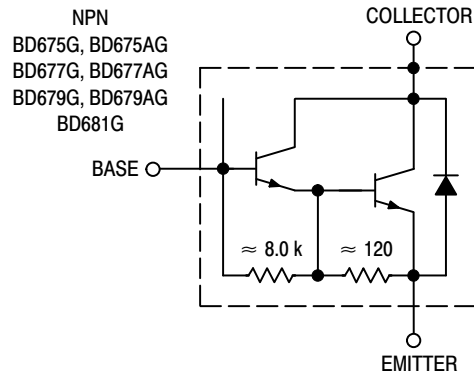 NPN
BD675G, BD675AG
BD677G, BD677AG
BD679G, BD679AG
BD681G
COLLECTOR
BASE
≈ 8.0 k
≈ 120
EMITTER